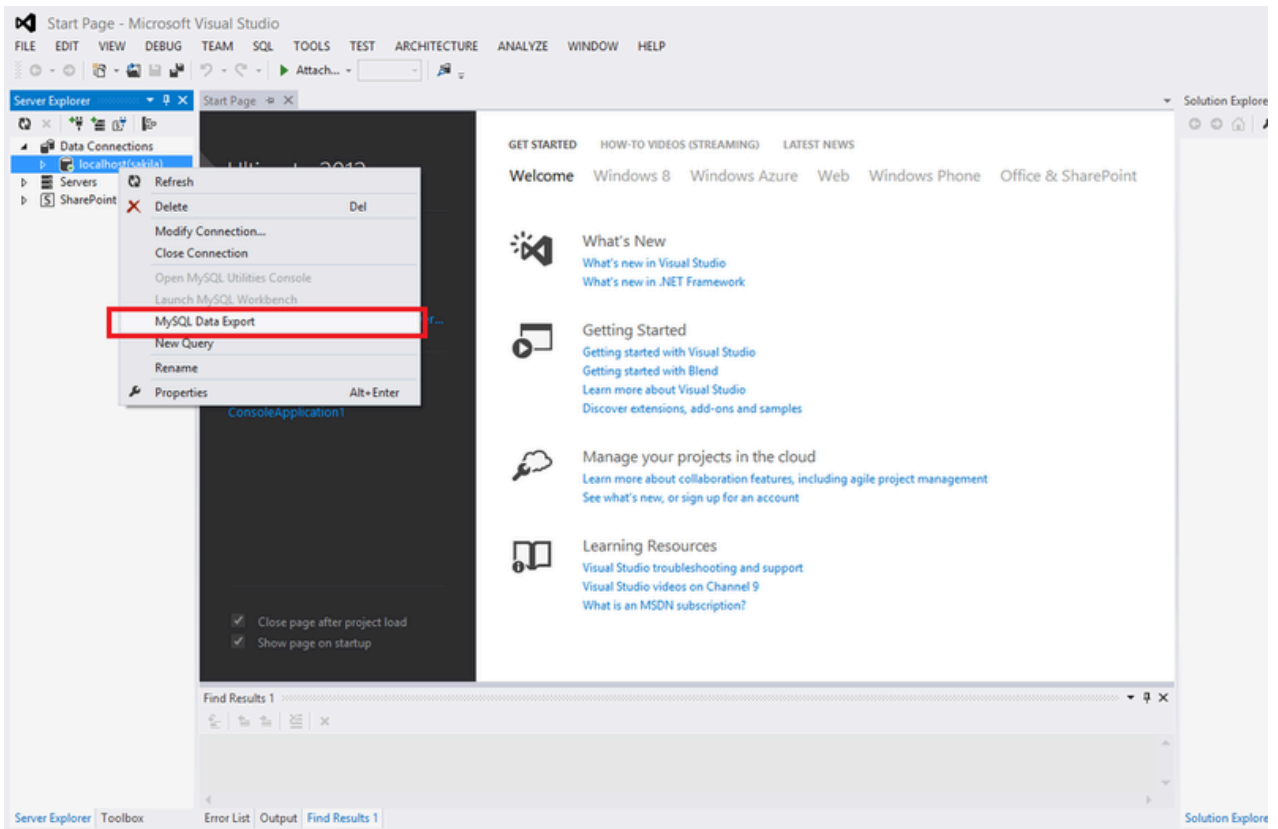 Start Page - Microsoft Visual Studio
FILE EDIT VIEW DEBUG TEAM SQL TOOLS TEST ARCHITECTURE ANALYZE WINDOW HELP
Attach...
Server Explorer
Start Page
Solution Explore
Data Connections
localhost(sakila)
Servers
SharePoint
Refresh
Delete Del
Modify Connection...
Close Connection
Open MySQL Utilities Console
Launch MySQL Workbench
MySQL Data Export
New Query
Rename
Properties Alt+Enter
ConsoleApplication1
Close page after project load
Show page on startup
GET STARTED HOW-TO VIDEOS (STREAMING) LATEST NEWS
Welcome Windows 8 Windows Azure Web Windows Phone Office & SharePoint
What's New
What's new in Visual Studio
What's new in .NET Framework
Getting Started
Getting started with Visual Studio
Getting started with Blend
Learn more about Visual Studio
Discover extensions, add-ons and samples
Manage your projects in the cloud
Learn more about collaboration features, including agile project management
See what's new, or sign up for an account
Learning Resources
Visual Studio troubleshooting and support
Visual Studio videos on Channel 9
What is an MSDN subscription?
Find Results 1
Server Explorer Toolbox
Error List Output Find Results 1
Solution Explore